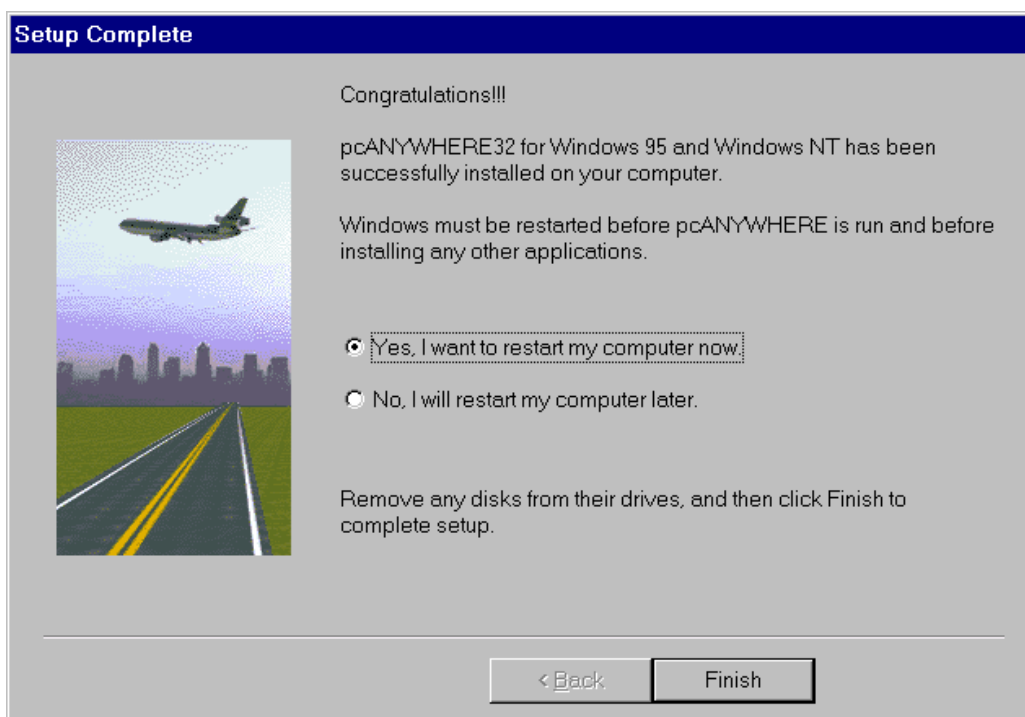 Setup Complete
Congratulations!!!
pcANYWHERE32 for Windows 95 and Windows NT has been
successfully installed on your computer.
Windows must be restarted before pcANYWHERE is run and before
installing any other applications.
Yes, I want to restart my computer now.
No, I will restart my computer later.
Remove any disks from their drives, and then click Finish to
complete setup.
< Back
Finish